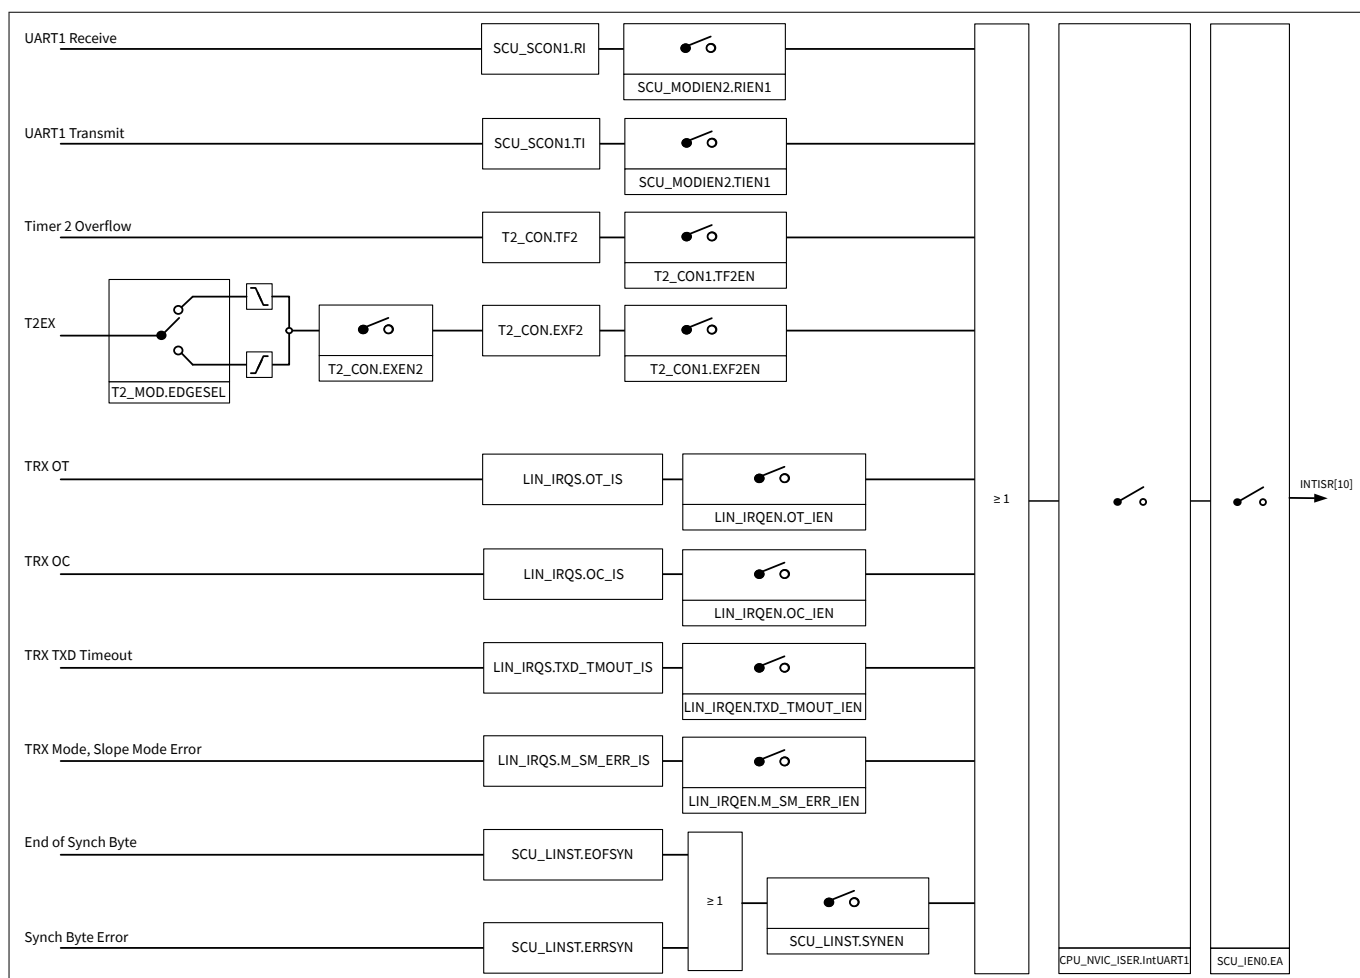 UART1 Receive
SCU_SCON1.RI
SCU_MODIEN2.RIEN1
UART1 Transmit
SCU_SCON1.TI
SCU_MODIEN2.TIEN1
Timer 2 Overflow
T2_CON.TF2
T2_CON1.TF2EN
T2EX
T2_MOD.EDGESEL
T2_CON.EXEN2
T2_CON.EXF2
T2_CON1.EXF2EN
TRX OT
LIN_IRQS.OT_IS
LIN_IRQEN.OT_IEN
TRX OC
LIN_IRQS.OC_IS
LIN_IRQEN.OC_IEN
TRX TXD Timeout
LIN_IRQS.TXD_TMOUT_IS
LIN_IRQEN.TXD_TMOUT_IEN
TRX Mode, Slope Mode Error
LIN_IRQS.M_SM_ERR_IS
LIN_IRQEN.M_SM_ERR_IEN
End of Synch Byte
SCU_LINST.EOFSYN
Synch Byte Error
SCU_LINST.ERRSYN
≥ 1
SCU_LINST.SYNEN
≥ 1
CPU_NVIC_ISER.IntUART1
SCU_IEN0.EA
INTISR[10]